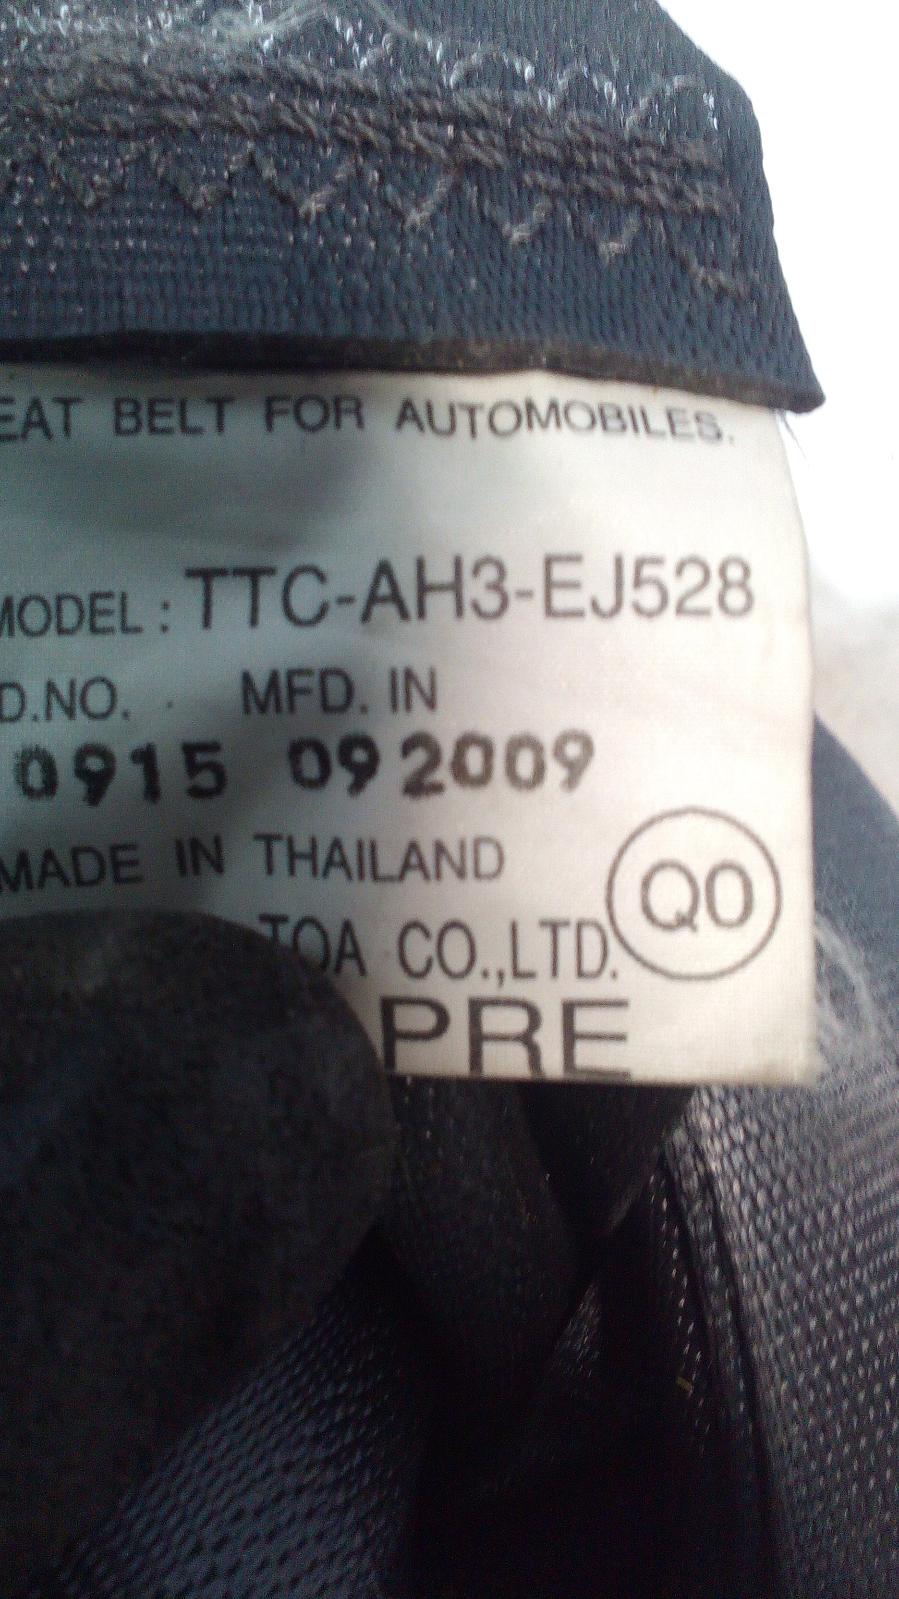 EAT BELT FOR AUTOMOBILES.
MODEL : TTC-AH3-EJ528
D.NO. MFD. IN
0915 092009
MADE IN THAILAND
TOA CO.,LTD.
Q0
PRE